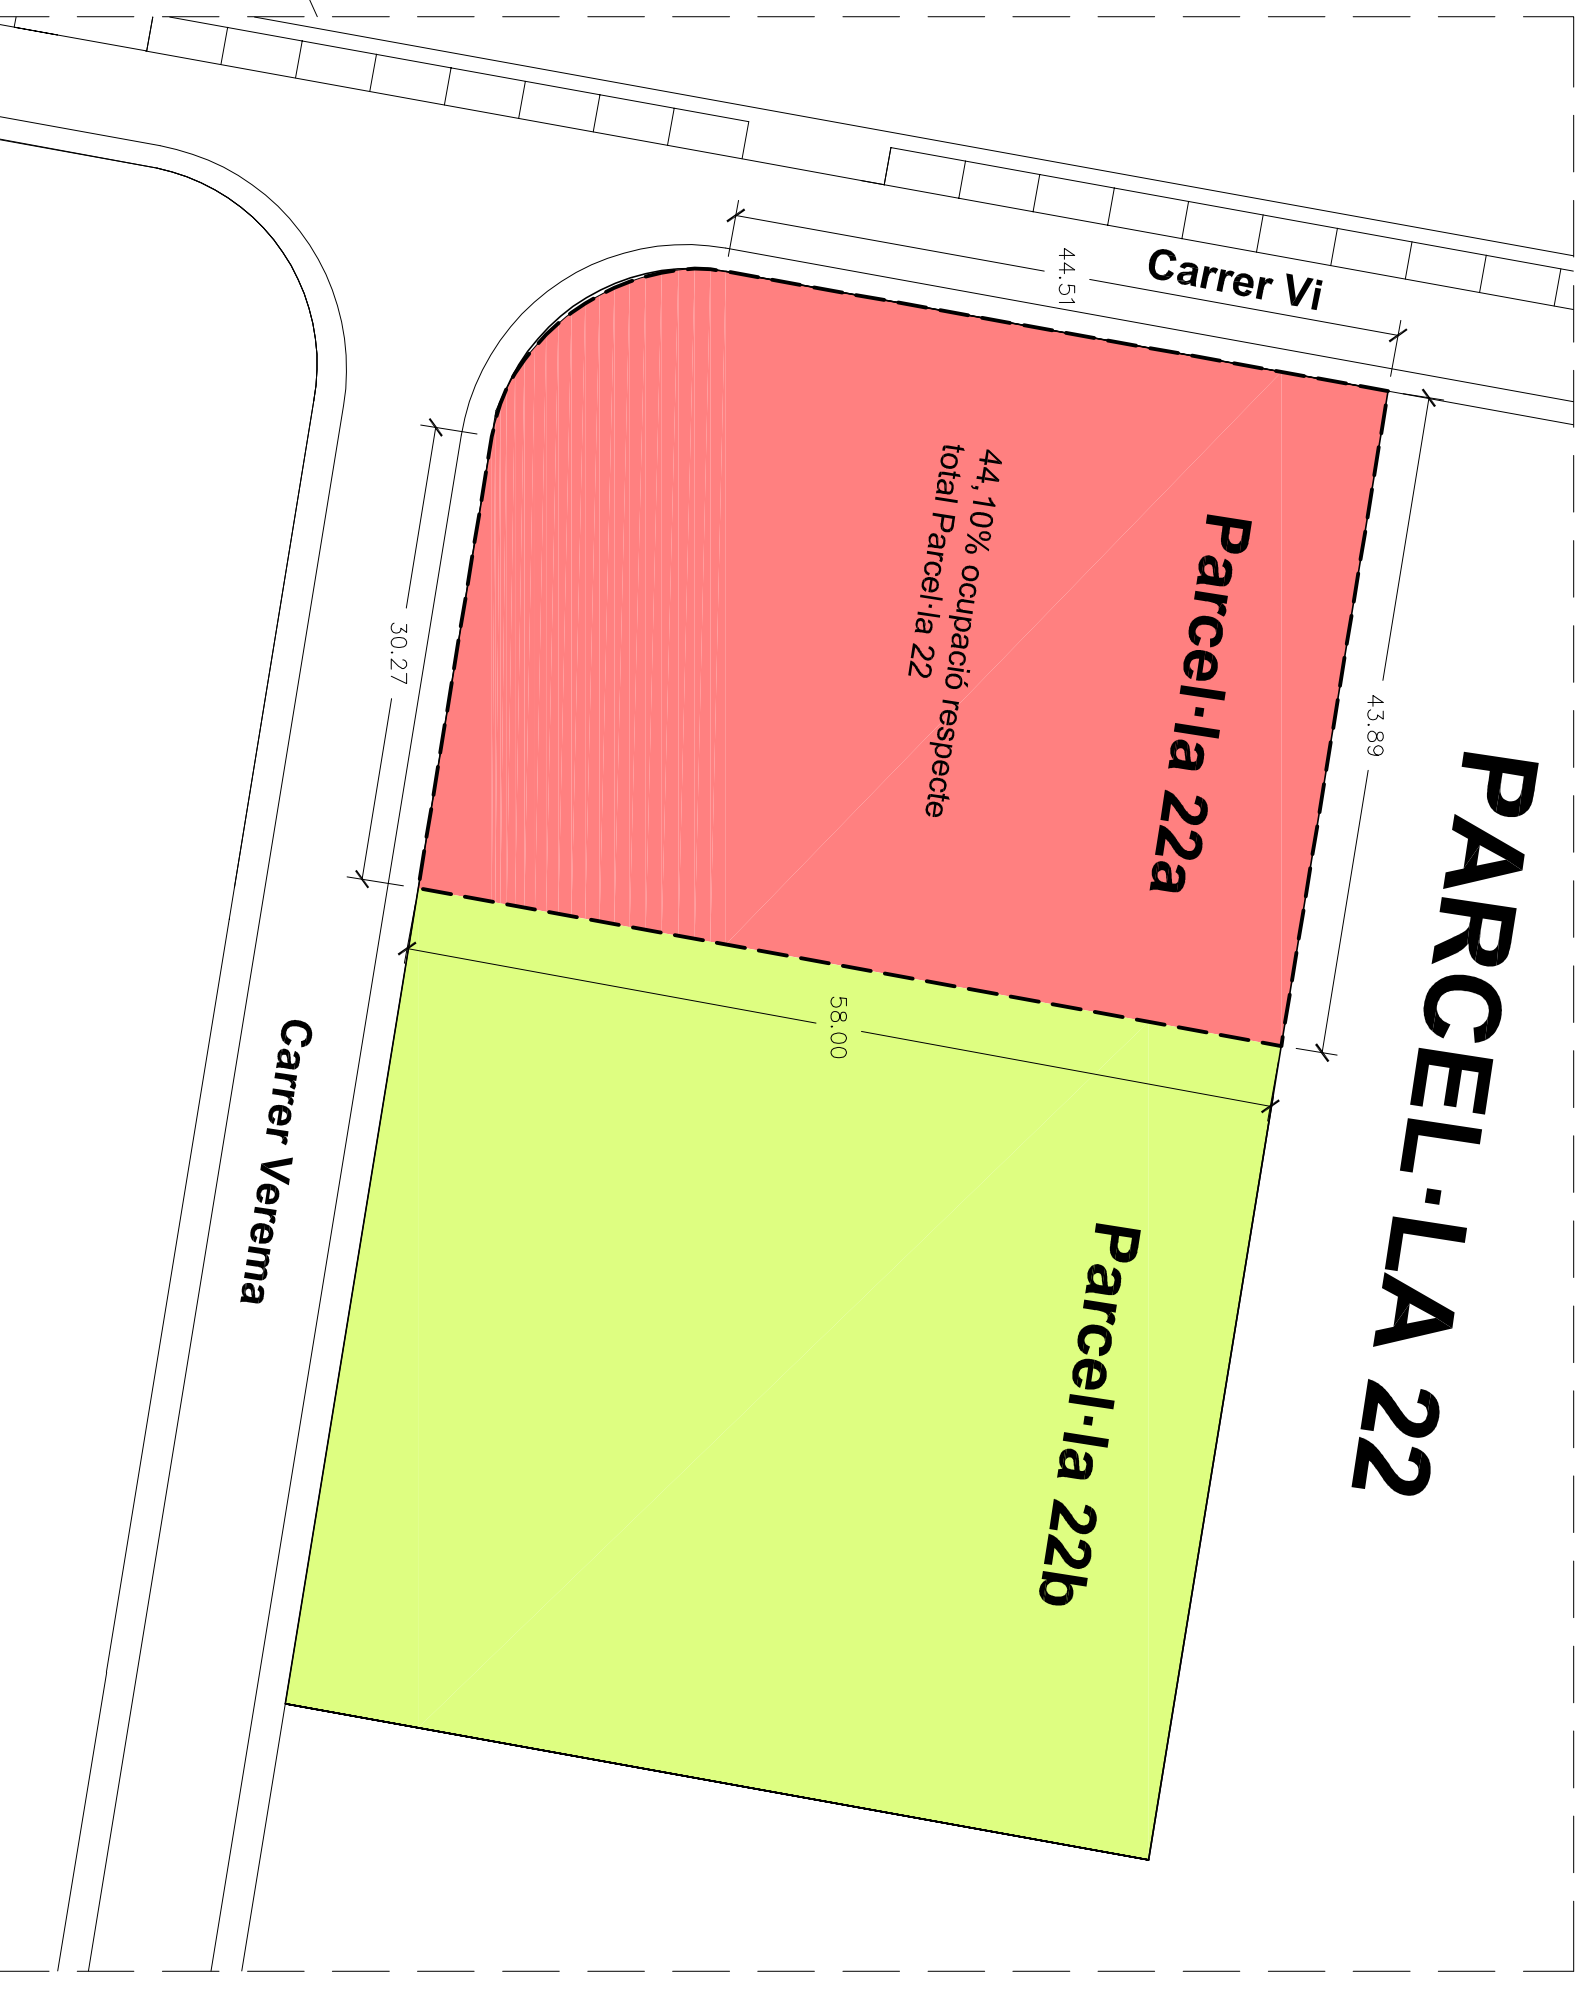 PARCEL·LA 22
Carrer Vi
44.51
43.89
Parcel·la 22a
44,10% ocupació respecte
total Parcel·la 22
30.27
58.00
Parcel·la 22b
Carrer Verema